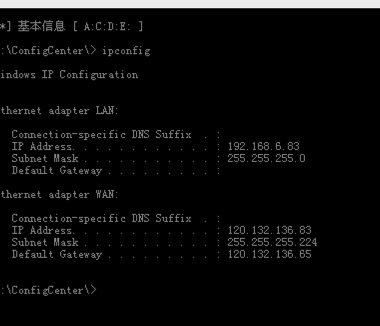 *] 基本信息 [ A:C:D:E: ]
:\ConfigCenter\> ipconfig
indows IP Configuration
thernet adapter LAN:
Connection-specific DNS Suffix  . :
IP Address. . . . . . . . . . . . : 192.168.6.83
Subnet Mask . . . . . . . . . . . : 255.255.255.0
Default Gateway . . . . . . . . . :
thernet adapter WAN:
Connection-specific DNS Suffix  . :
IP Address. . . . . . . . . . . . : 120.132.136.83
Subnet Mask . . . . . . . . . . . : 255.255.255.224
Default Gateway . . . . . . . . . : 120.132.136.65
:\ConfigCenter\>